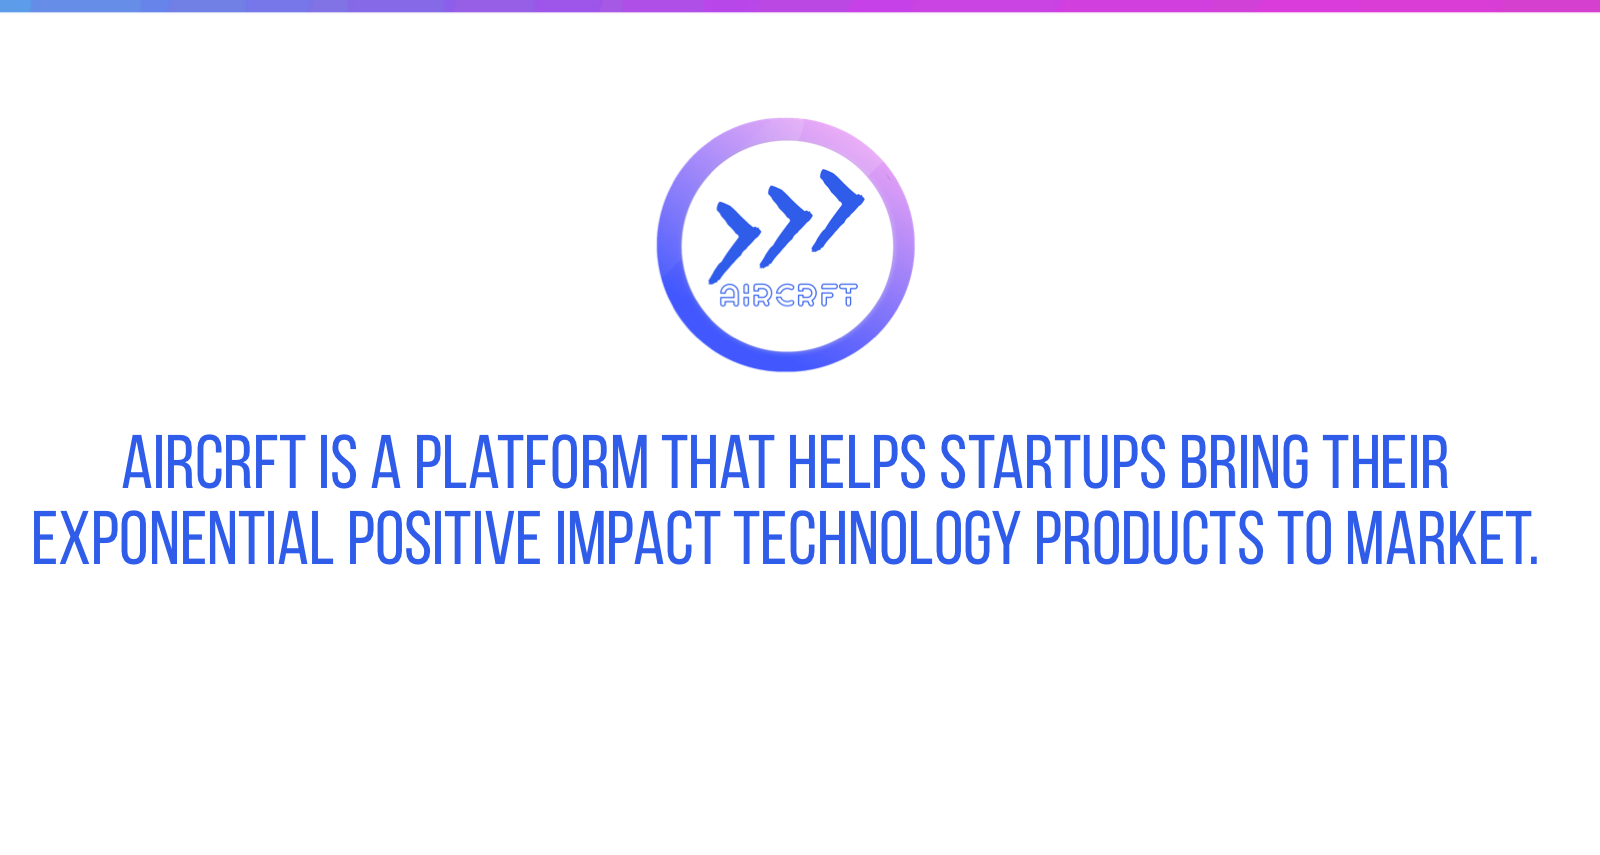 AIRCRFT
AIRCRFT IS A PLATFORM THAT HELPS STARTUPS BRING THEIR
EXPONENTIAL POSITIVE IMPACT TECHNOLOGY PRODUCTS TO MARKET.